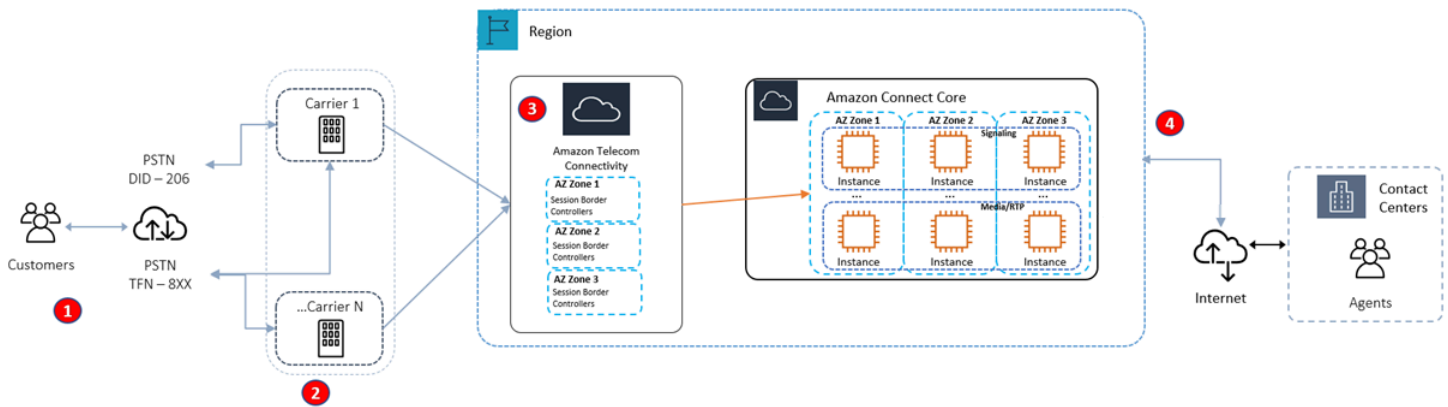 Customers
1
PSTN
DID – 206
PSTN
TFN – 8XX
Carrier 1
...Carrier N
2
Region
3
Amazon Telecom
Connectivity
AZ Zone 1
Session Border
Controllers
AZ Zone 2
Session Border
Controllers
AZ Zone 3
Session Border
Controllers
Amazon Connect Core
AZ Zone 1
AZ Zone 2
AZ Zone 3
Signaling
Instance
Instance
Instance
...
...
...
Media/RTP
Instance
Instance
Instance
4
Internet
Contact
Centers
Agents